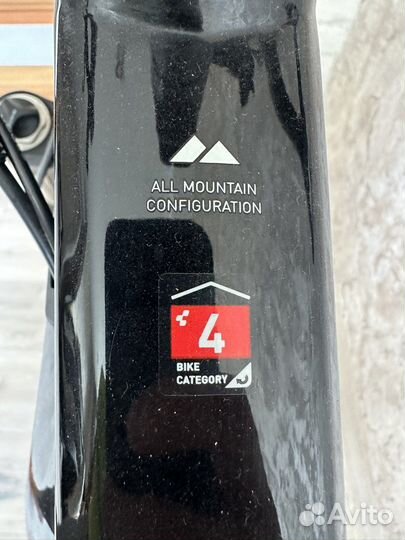 ALL MOUNTAIN
CONFIGURATION
4
BIKE
CATEGORY
Avito